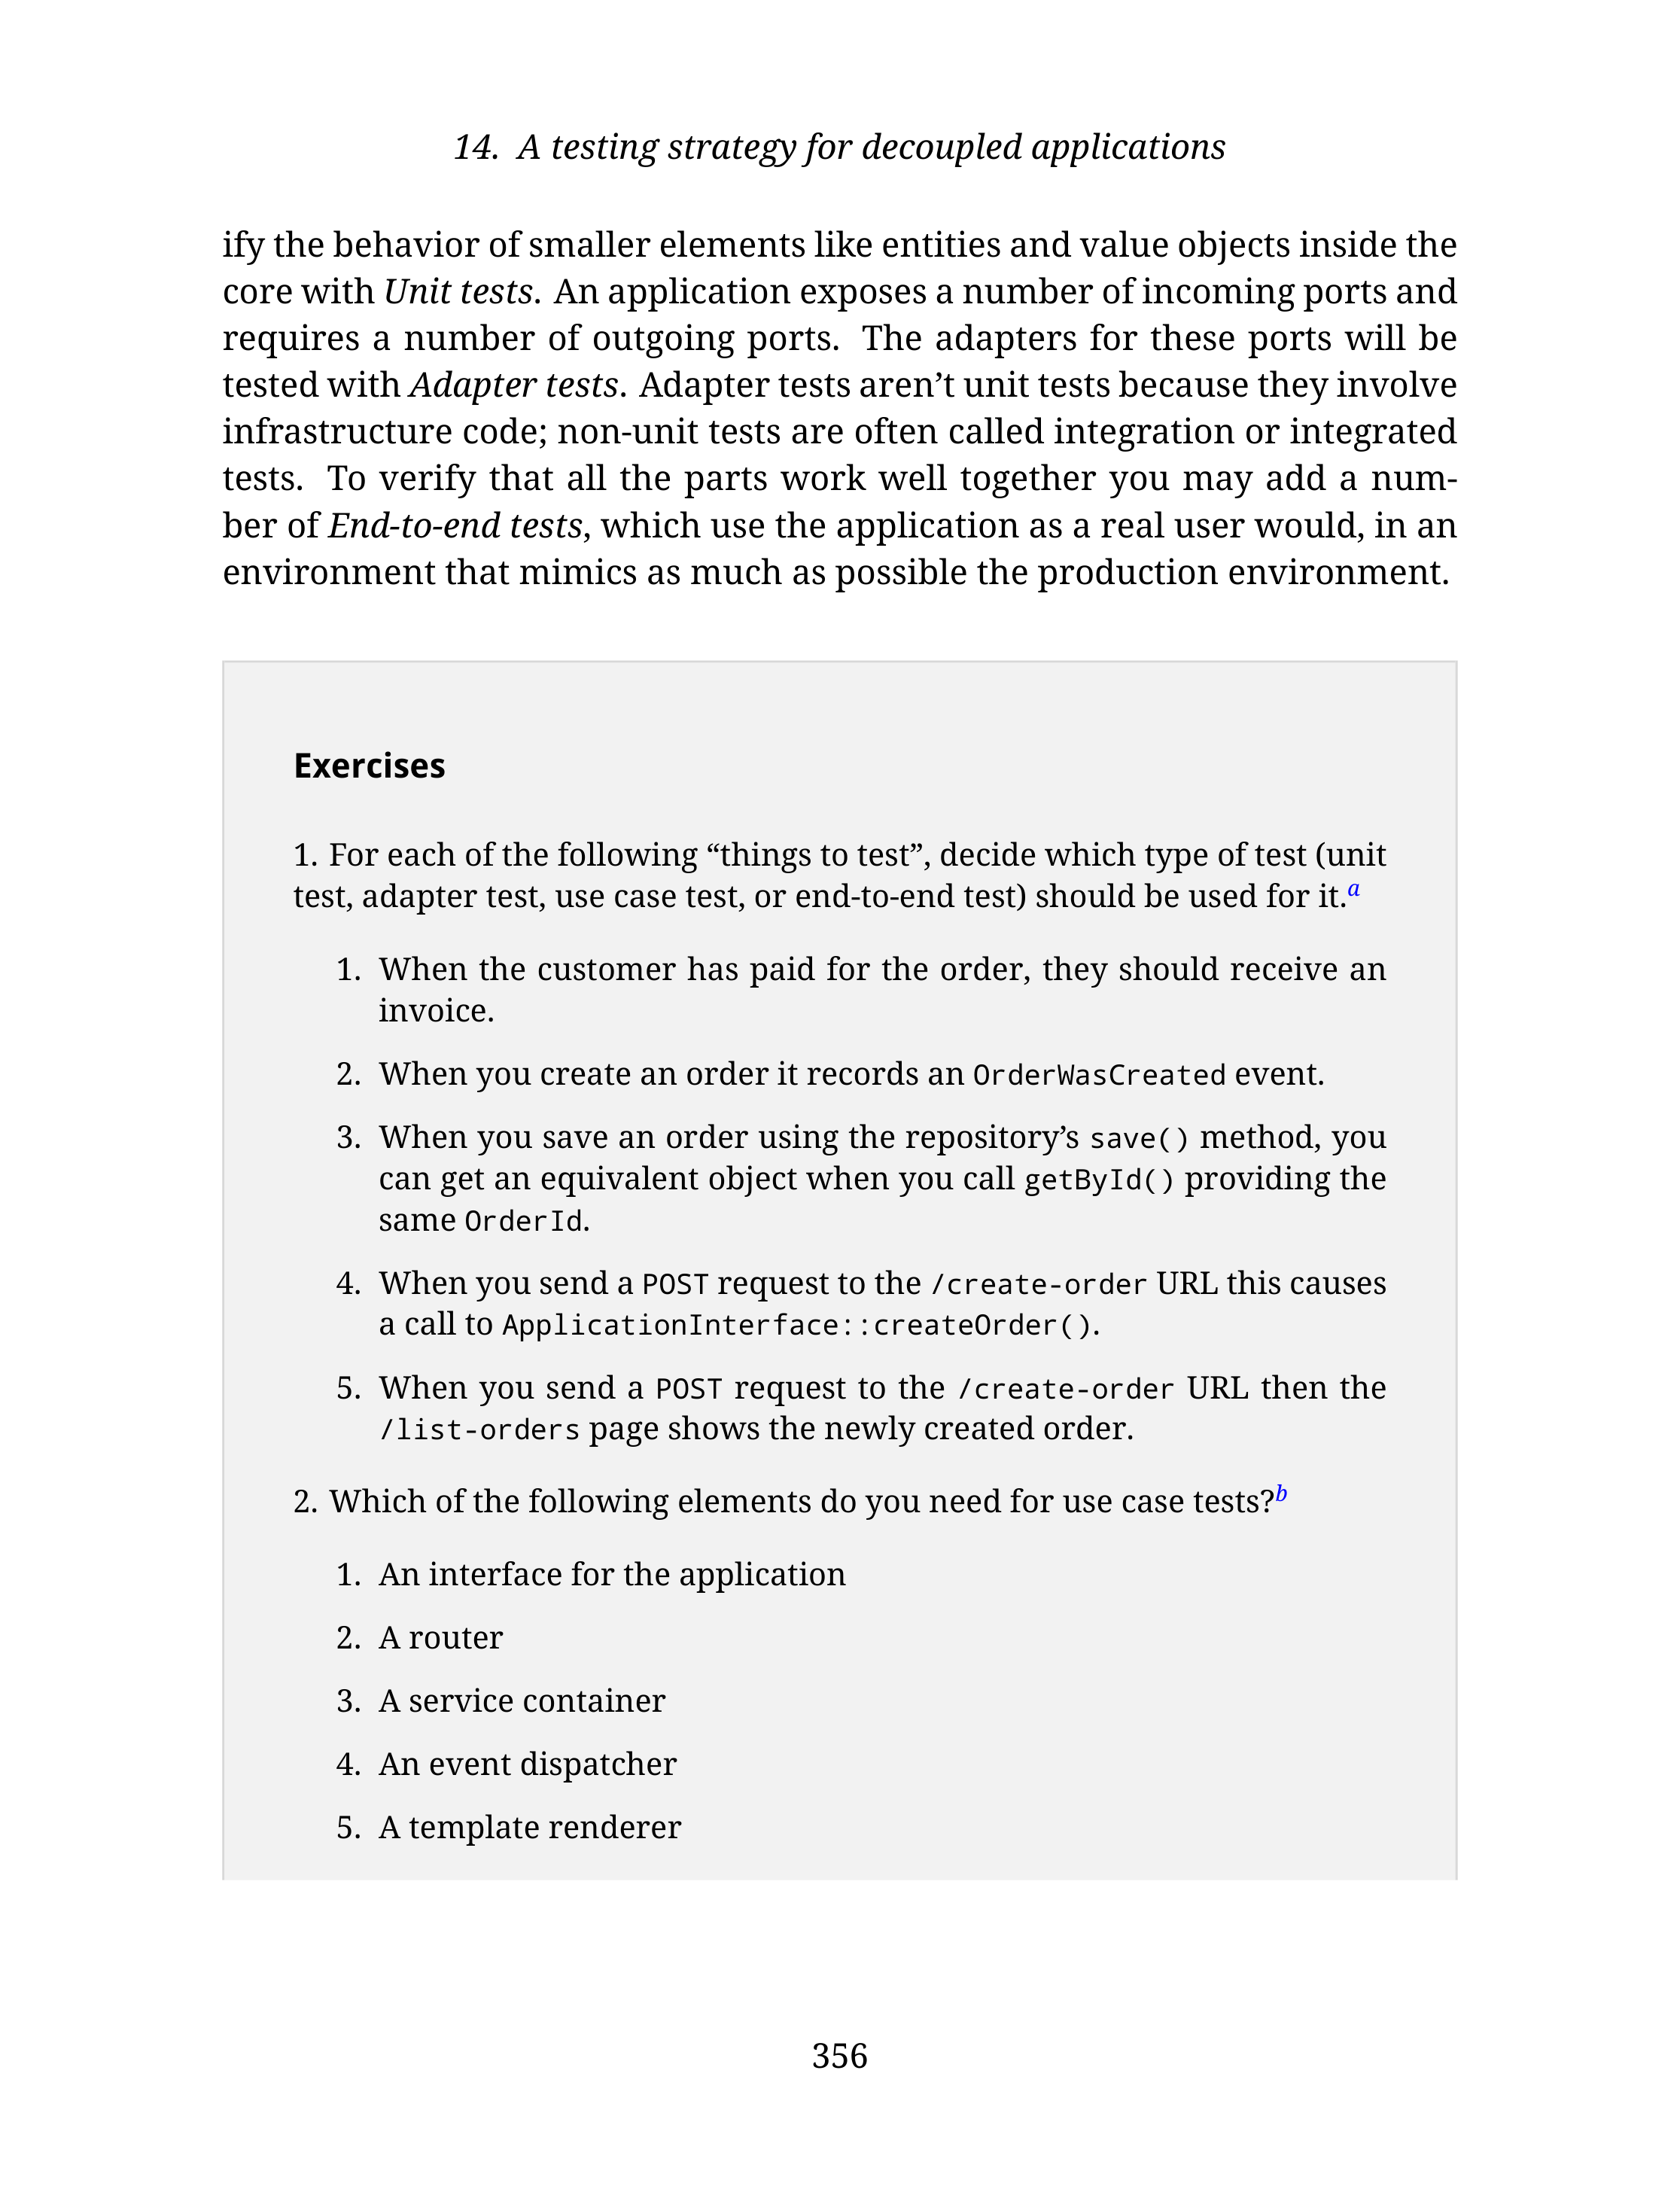 14. A testing strategy for decoupled applications
ify the behavior of smaller elements like entities and value objects inside the
core with Unit tests. An application exposes a number of incoming ports and
requires a number of outgoing ports. The adapters for these ports will be
tested with Adapter tests. Adapter tests aren’t unit tests because they involve
infrastructure code; non-unit tests are often called integration or integrated
tests. To verify that all the parts work well together you may add a num-
ber of End-to-end tests, which use the application as a real user would, in an
environment that mimics as much as possible the production environment.
Exercises
1. For each of the following “things to test”, decide which type of test (unit
test, adapter test, use case test, or end-to-end test) should be used for it.a
1. When the customer has paid for the order, they should receive an
invoice.
2. When you create an order it records an OrderWasCreated event.
3. When you save an order using the repository’s save() method, you
can get an equivalent object when you call getById() providing the
same OrderId.
4. When you send a POST request to the /create-order URL this causes
a call to ApplicationInterface::createOrder().
5. When you send a POST request to the /create-order URL then the
/list-orders page shows the newly created order.
2. Which of the following elements do you need for use case tests?b
1. An interface for the application
2. A router
3. A service container
4. An event dispatcher
5. A template renderer
356